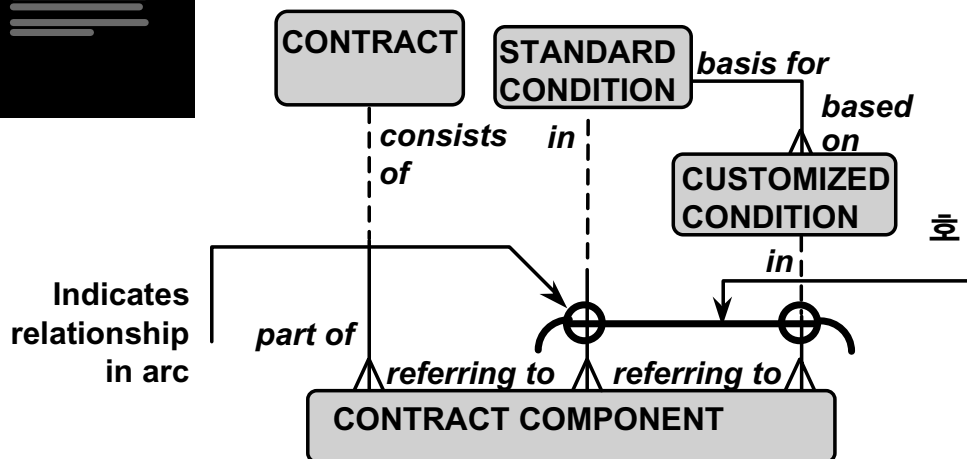 CONTRACT
STANDARD
CONDITION
basis for
based
on
consists
of
in
CUSTOMIZED
CONDITION
호
in
Indicates
relationship
in arc
part of
referring to
referring to
CONTRACT COMPONENT